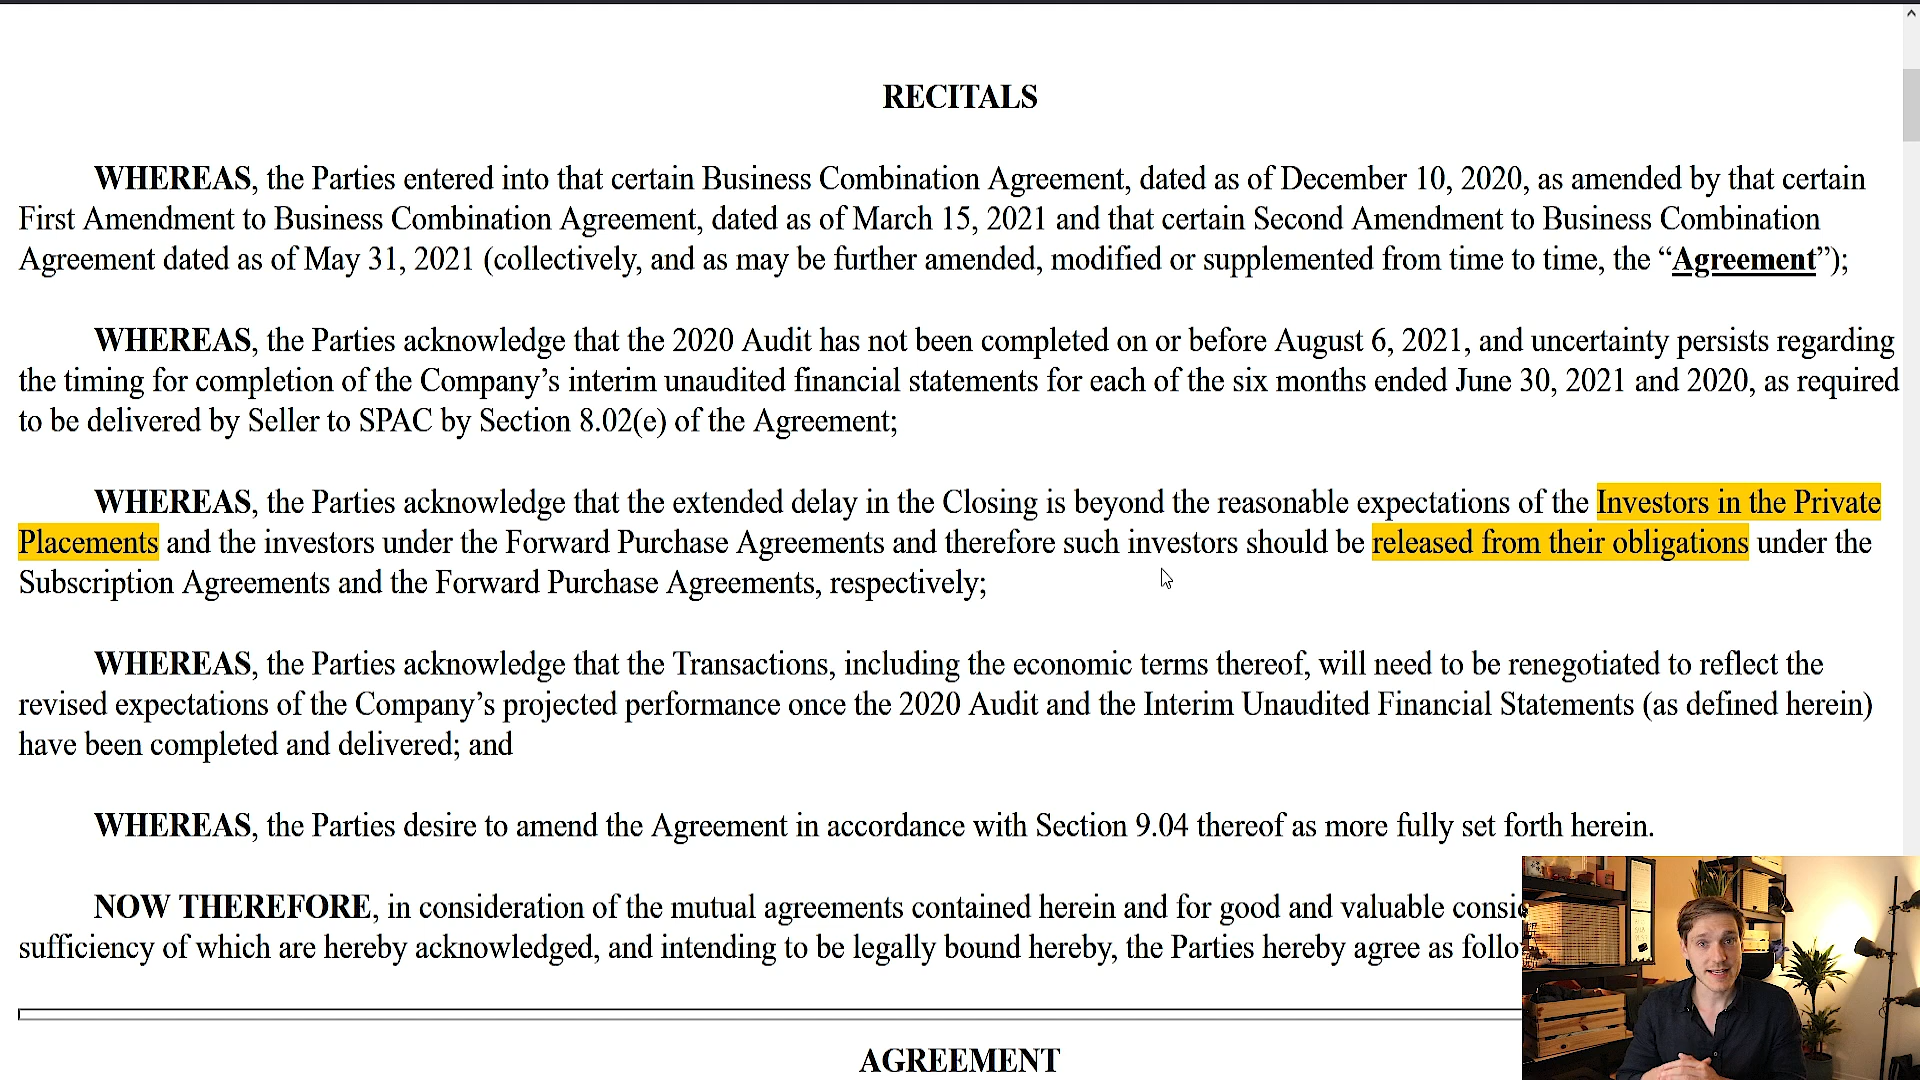 RECITALS
WHEREAS, the Parties entered into that certain Business Combination Agreement, dated as of December 10, 2020, as amended by that certain
First Amendment to Business Combination Agreement, dated as of March 15, 2021 and that certain Second Amendment to Business Combination
Agreement dated as of May 31, 2021 (collectively, and as may be further amended, modified or supplemented from time to time, the “Agreement”);
WHEREAS, the Parties acknowledge that the 2020 Audit has not been completed on or before August 6, 2021, and uncertainty persists regarding
the timing for completion of the Company’s interim unaudited financial statements for each of the six months ended June 30, 2021 and 2020, as required
to be delivered by Seller to SPAC by Section 8.02(e) of the Agreement;
WHEREAS, the Parties acknowledge that the extended delay in the Closing is beyond the reasonable expectations of the Investors in the Private
Placements and the investors under the Forward Purchase Agreements and therefore such investors should be released from their obligations under the
Subscription Agreements and the Forward Purchase Agreements, respectively;
WHEREAS, the Parties acknowledge that the Transactions, including the economic terms thereof, will need to be renegotiated to reflect the
revised expectations of the Company’s projected performance once the 2020 Audit and the Interim Unaudited Financial Statements (as defined herein)
have been completed and delivered; and
WHEREAS, the Parties desire to amend the Agreement in accordance with Section 9.04 thereof as more fully set forth herein.
NOW THEREFORE, in consideration of the mutual agreements contained herein and for good and valuable
sufficiency of which are hereby acknowledged, and intending to be legally bound hereby, the Parties hereby agree as
AGREEMENT